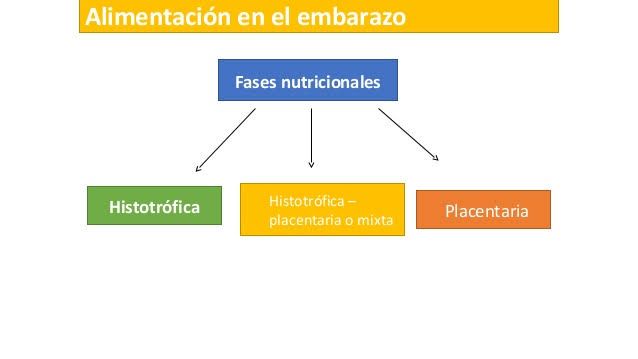 Alimentación en el embarazo
Fases nutricionales
Histotrófica
Histotrófica –
placentaria o mixta
Placentaria